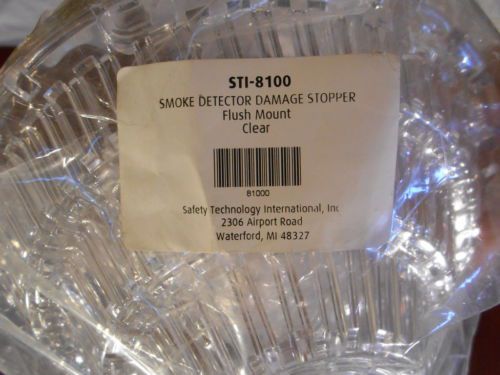 STI-8100
SMOKE DETECTOR DAMAGE STOPPER
Flush Mount
Clear
81000
Safety Technology International, Inc
2306 Airport Road
Waterford, MI 48327